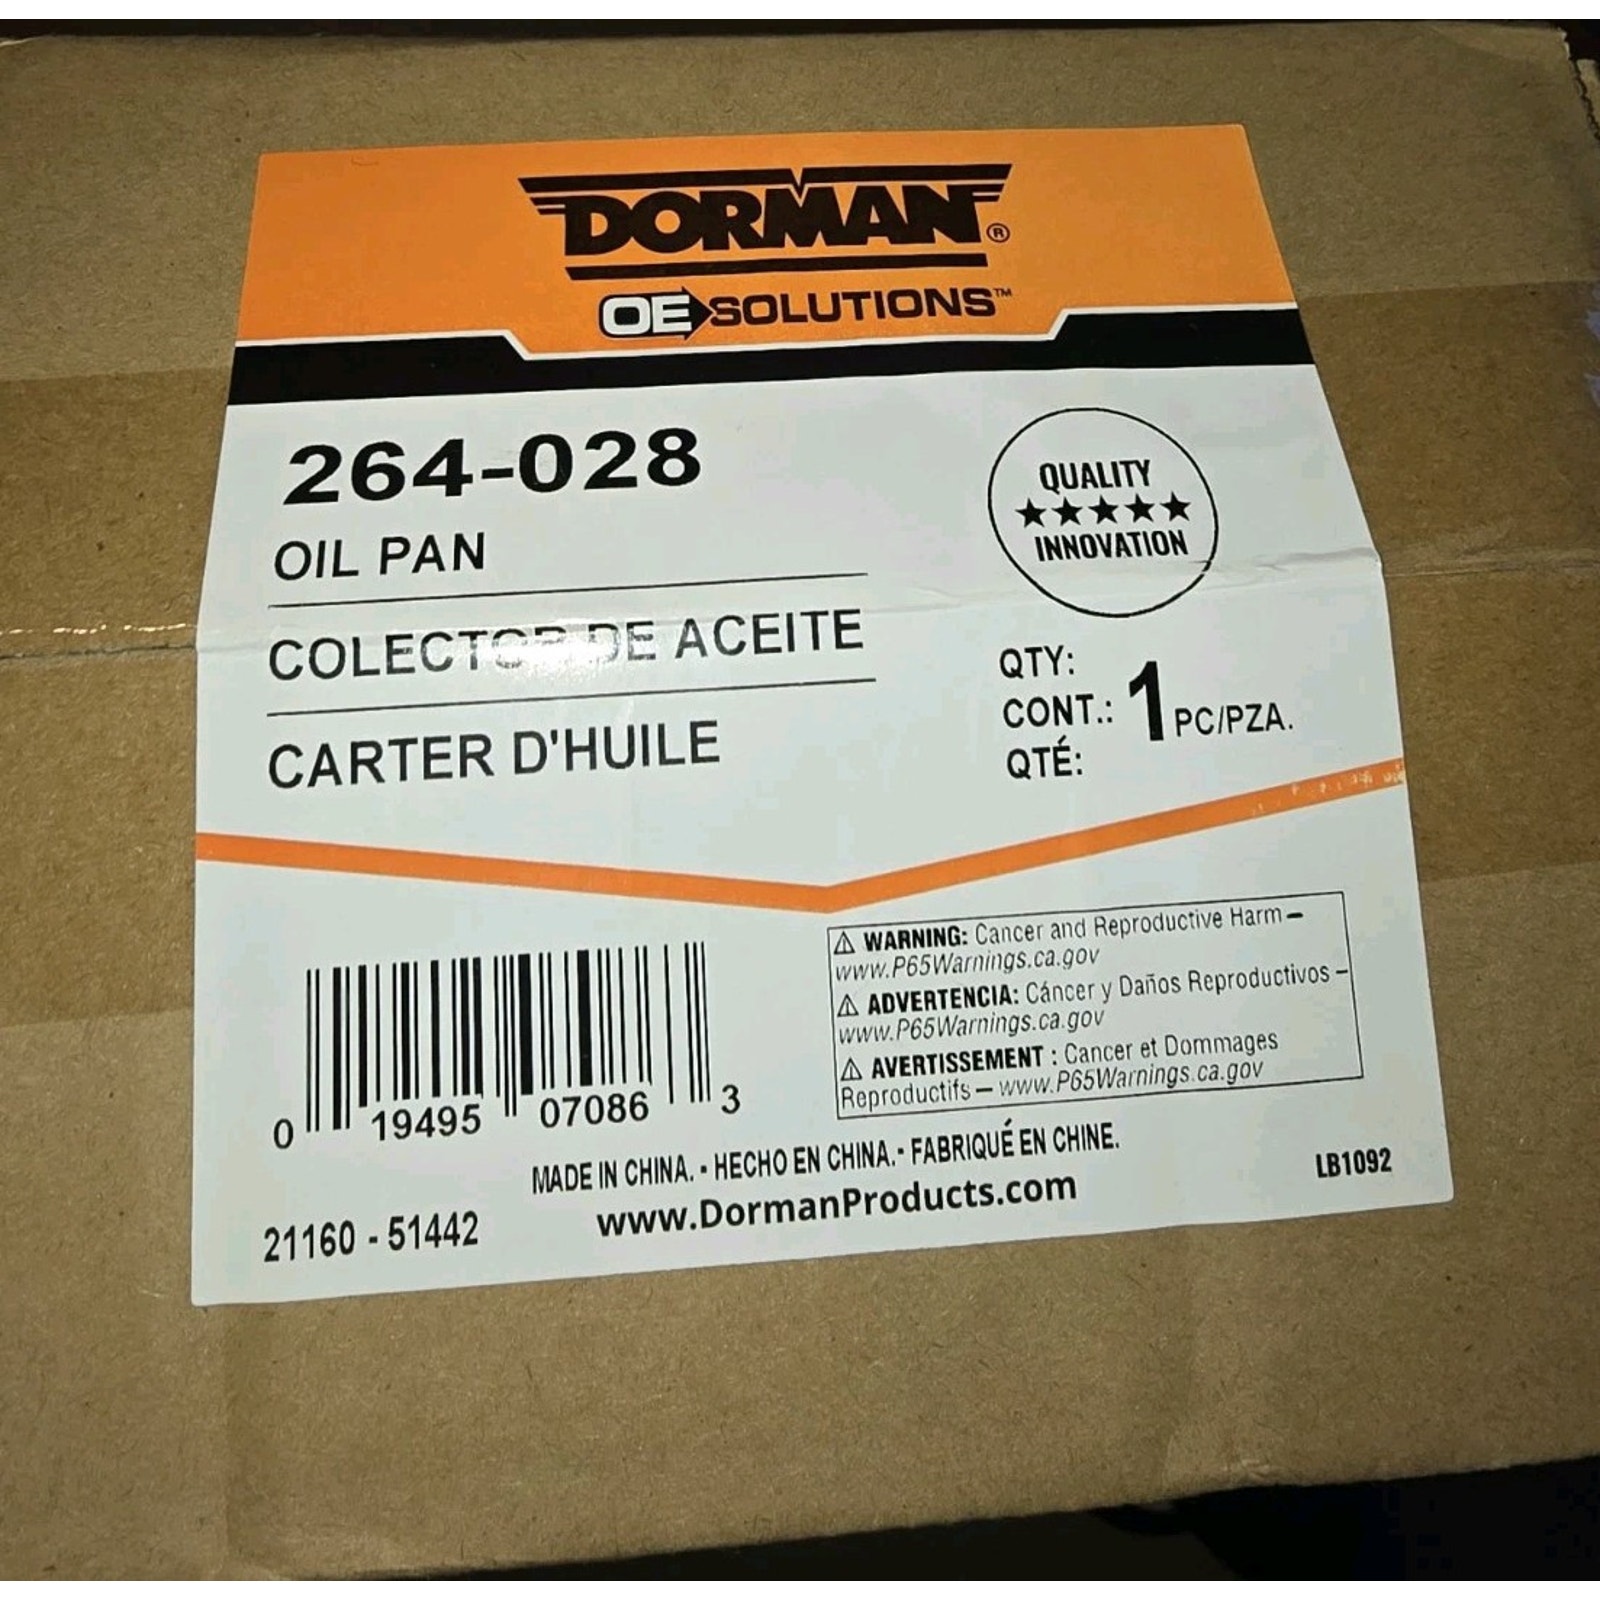 DORMAN®
OE SOLUTIONS™
264-028
OIL PAN
COLECTOR DE ACEITE
CARTER D'HUILE
QUALITY
★★★★★
INNOVATION
QTY:
CONT.: 1 PC/PZA.
QTÉ:
⚠ WARNING: Cancer and Reproductive Harm –
www.P65Warnings.ca.gov
⚠ ADVERTENCIA: Cáncer y Daños Reproductivos –
www.P65Warnings.ca.gov
⚠ AVERTISSEMENT : Cancer et Dommages
Reproductifs – www.P65Warnings.ca.gov
0 19495 07086 3
MADE IN CHINA. - HECHO EN CHINA.- FABRIQUÉ EN CHINE.
www.DormanProducts.com
21160 - 51442
LB1092